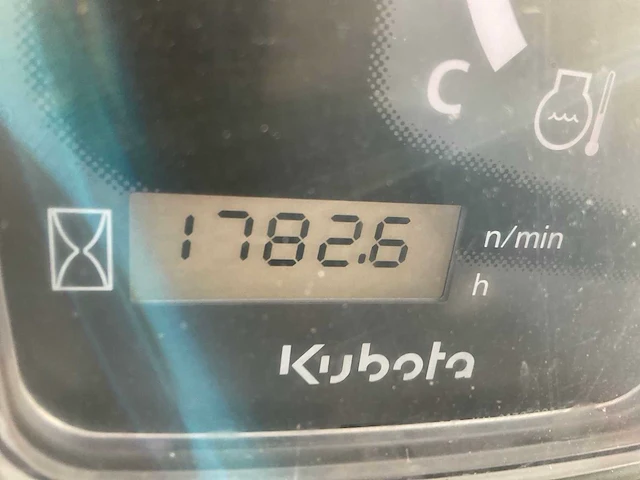 C
1782.6
n/min
h
Kubota